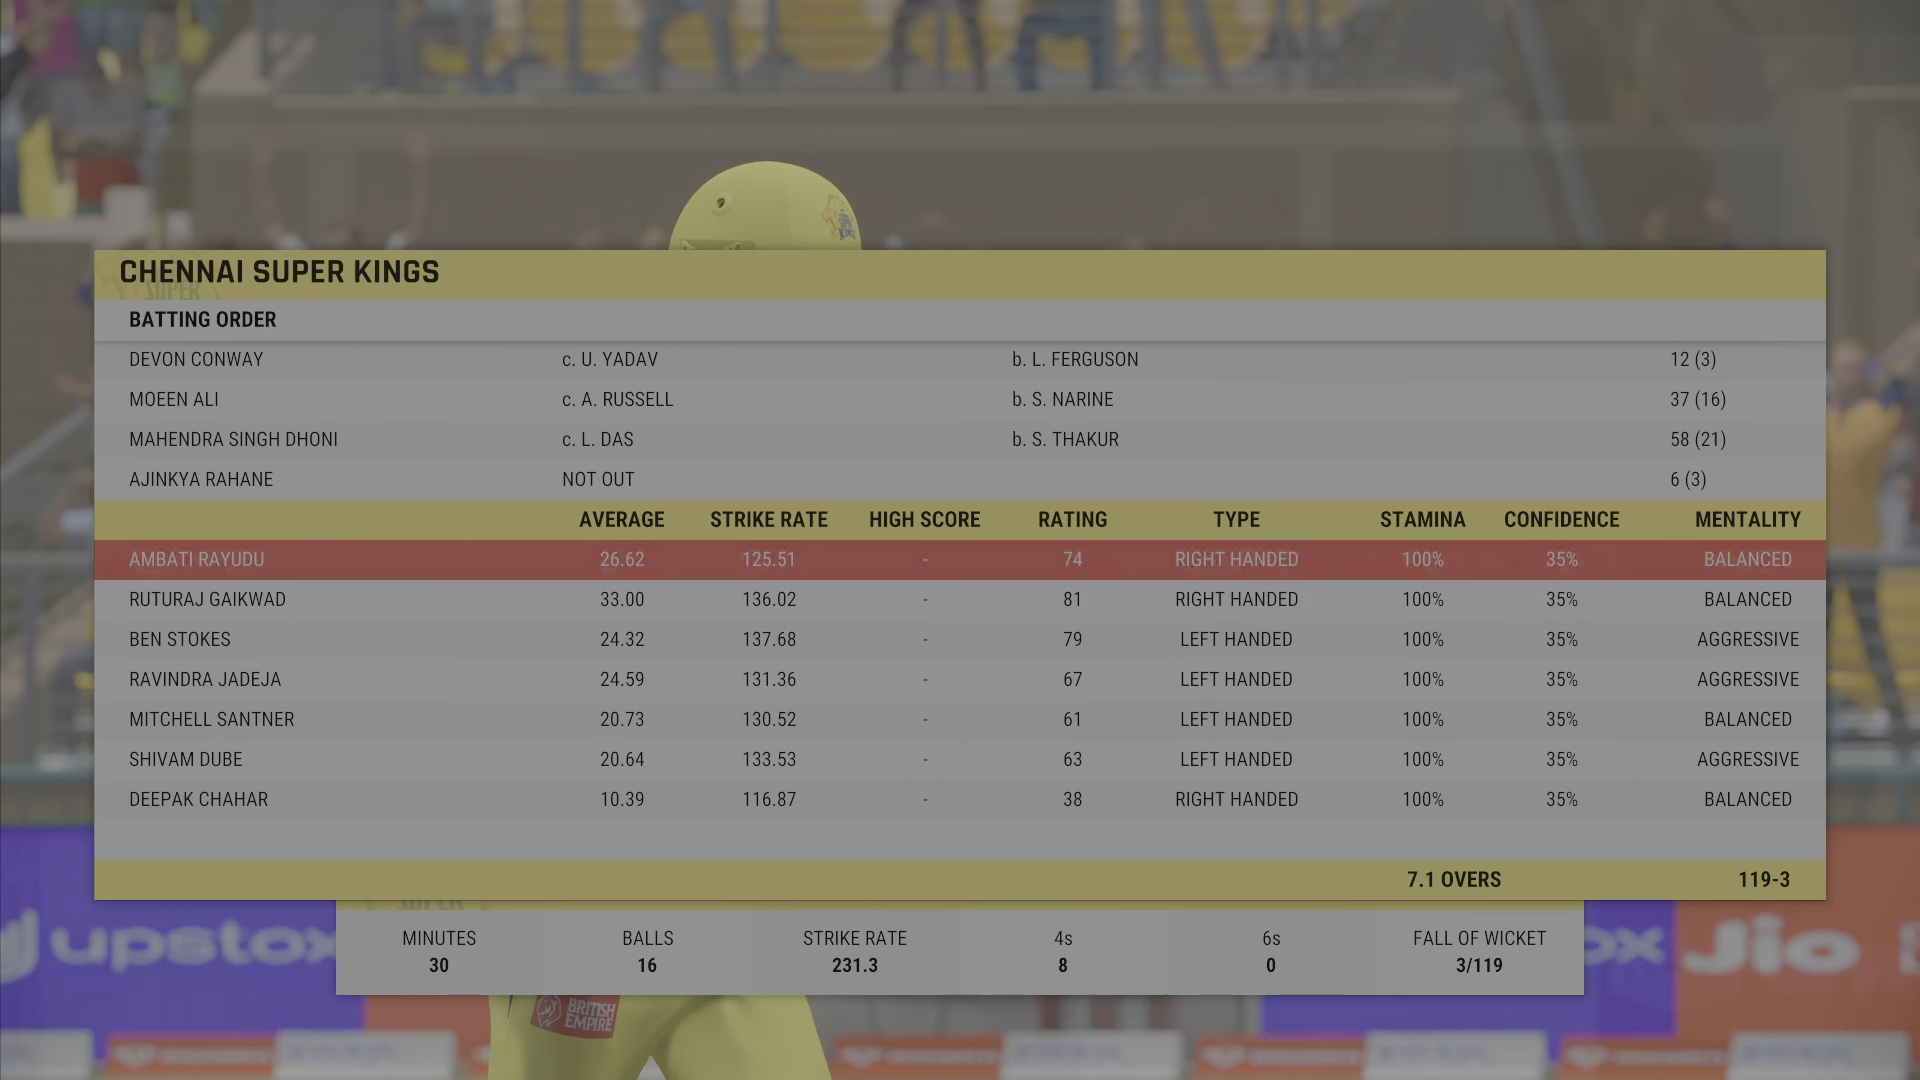 CHENNAI SUPER KINGS
SUPER
BATTING ORDER
DEVON CONWAY c. U. YADAV b. L. FERGUSON 12 (3)
MOEEN ALI c. A. RUSSELL b. S. NARINE 37 (16)
MAHENDRA SINGH DHONI c. L. DAS b. S. THAKUR 58 (21)
AJINKYA RAHANE NOT OUT 6 (3)
AVERAGE STRIKE RATE HIGH SCORE RATING TYPE STAMINA CONFIDENCE MENTALITY
AMBATI RAYUDU 26.62 125.51 - 74 RIGHT HANDED 100% 35% BALANCED
RUTURAJ GAIKWAD 33.00 136.02 - 81 RIGHT HANDED 100% 35% BALANCED
BEN STOKES 24.32 137.68 - 79 LEFT HANDED 100% 35% AGGRESSIVE
RAVINDRA JADEJA 24.59 131.36 - 67 LEFT HANDED 100% 35% AGGRESSIVE
MITCHELL SANTNER 20.73 130.52 - 61 LEFT HANDED 100% 35% BALANCED
SHIVAM DUBE 20.64 133.53 - 63 LEFT HANDED 100% 35% AGGRESSIVE
DEEPAK CHAHAR 10.39 116.87 - 38 RIGHT HANDED 100% 35% BALANCED
7.1 OVERS 119-3
SUPER
MINUTES BALLS STRIKE RATE 4s 6s FALL OF WICKET
30 16 231.3 8 0 3/119
upstox ox Jio
BRITISH
EMPIRE